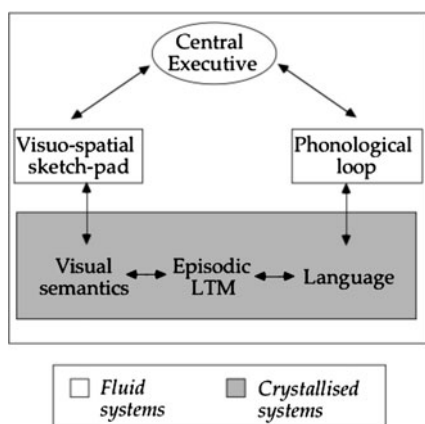 Central
Executive
Visuo-spatial
sketch-pad
Phonological
loop
Visual
semantics
Episodic
LTM
Language
Fluid
systems
Crystallised
systems